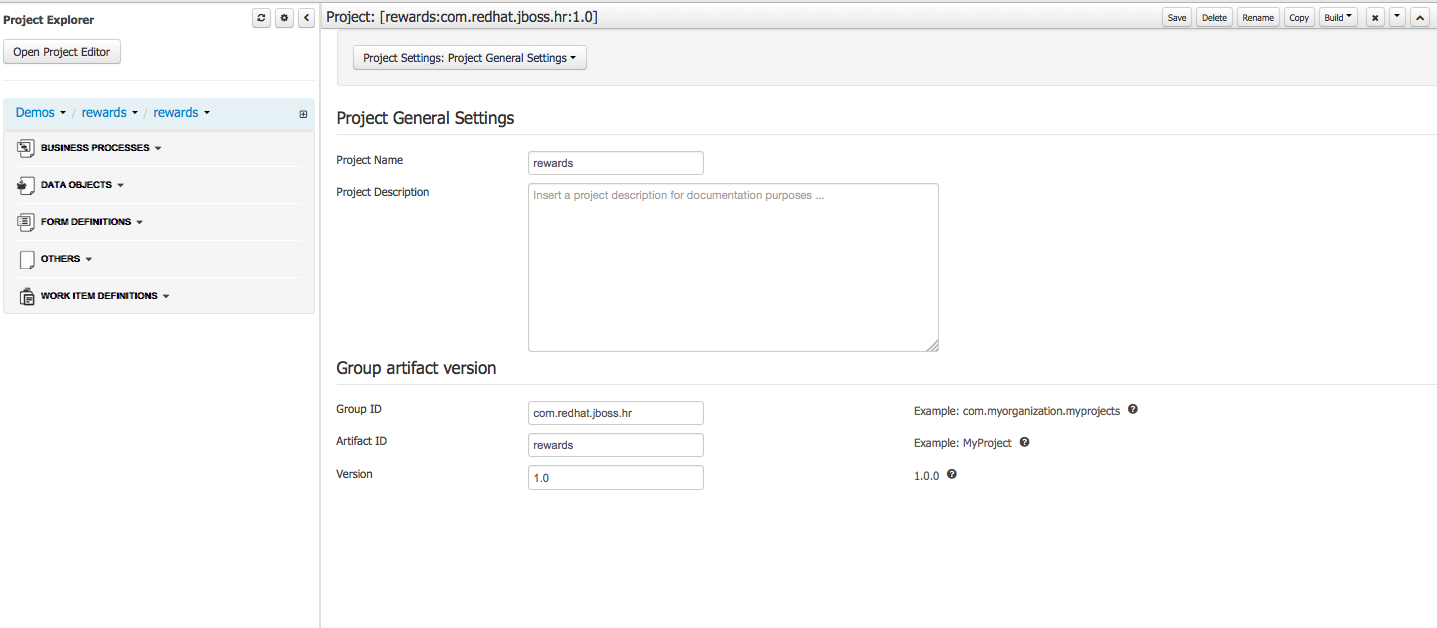 Project Explorer
Open Project Editor
Demos / rewards / rewards
BUSINESS PROCESSES
DATA OBJECTS
FORM DEFINITIONS
OTHERS
WORK ITEM DEFINITIONS
Project: [rewards:com.redhat.jboss.hr:1.0]
Save Delete Rename Copy Build
Project Settings: Project General Settings
Project General Settings
Project Name rewards
Project Description Insert a project description for documentation purposes ...
Group artifact version
Group ID com.redhat.jboss.hr Example: com.myorganization.myprojects
Artifact ID rewards Example: MyProject
Version 1.0 1.0.0